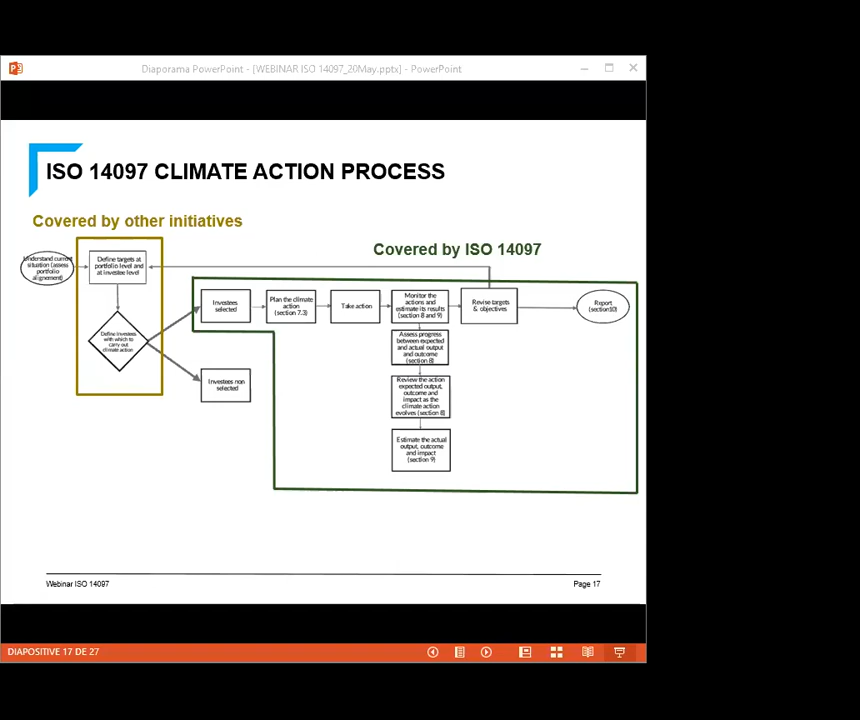 Diaporama PowerPoint - [WEBINAR ISO 14097_20May.pptx] - PowerPoint
ISO 14097 CLIMATE ACTION PROCESS
Covered by other initiatives
Covered by ISO 14097
Understand current
situation (assess
portfolio
alignement)
Define targets at
portfolio level and
at investee level
Define Investees
with which to
carry out
climate action
Investees
selected
Investees non
selected
Plan the climate
action
(section 7.3)
Take action
Monitor the
actions and
estimate its results
(section 8 and 9)
Assess progress
between expected
and actual output
and outcome
(section 8)
Review the action
expected output,
outcome and
impact as the
climate action
evolves (section 8)
Estimate the actual
output, outcome
and impact
(section 9)
Revise targets
& objectives
Report
(section10)
Webinar ISO 14097
Page 17
DIAPOSITIVE 17 DE 27